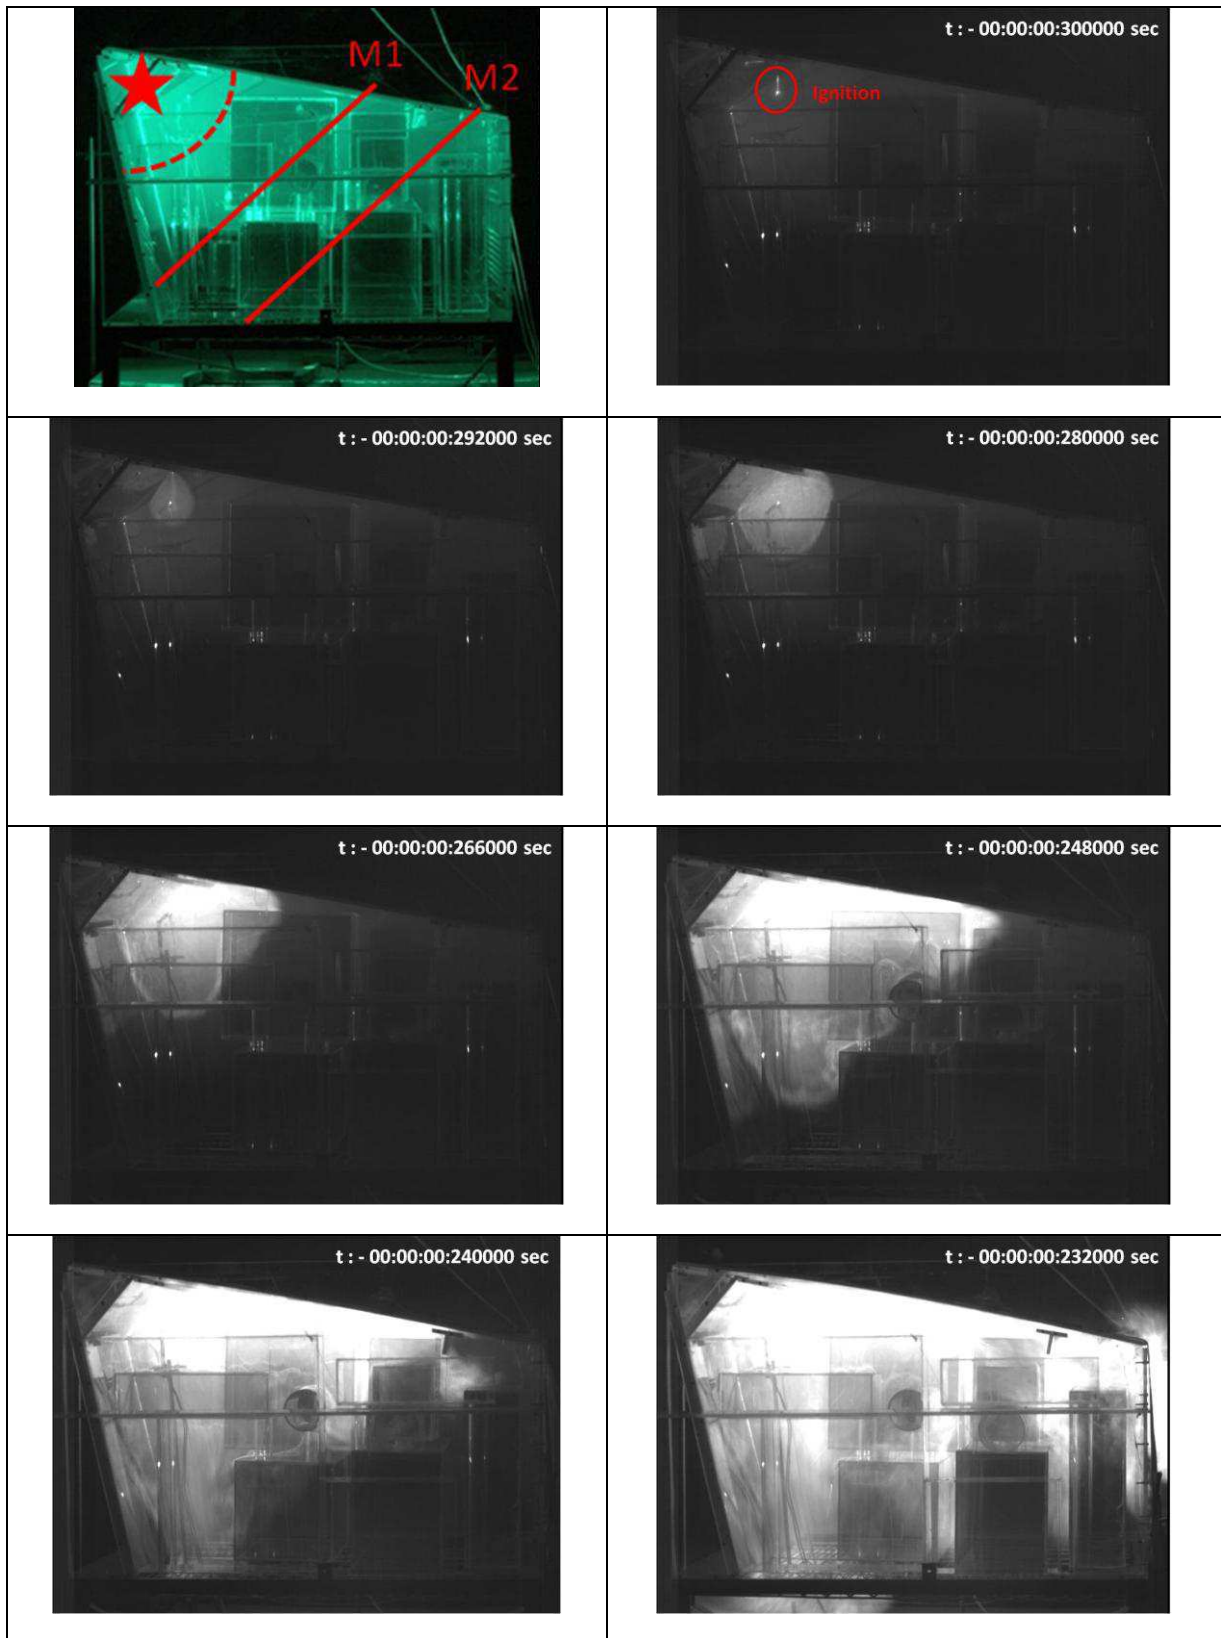 M1
M2
t : - 00:00:00:300000 sec
Ignition
t : - 00:00:00:292000 sec
t : - 00:00:00:280000 sec
t : - 00:00:00:266000 sec
t : - 00:00:00:248000 sec
t : - 00:00:00:240000 sec
t : - 00:00:00:232000 sec